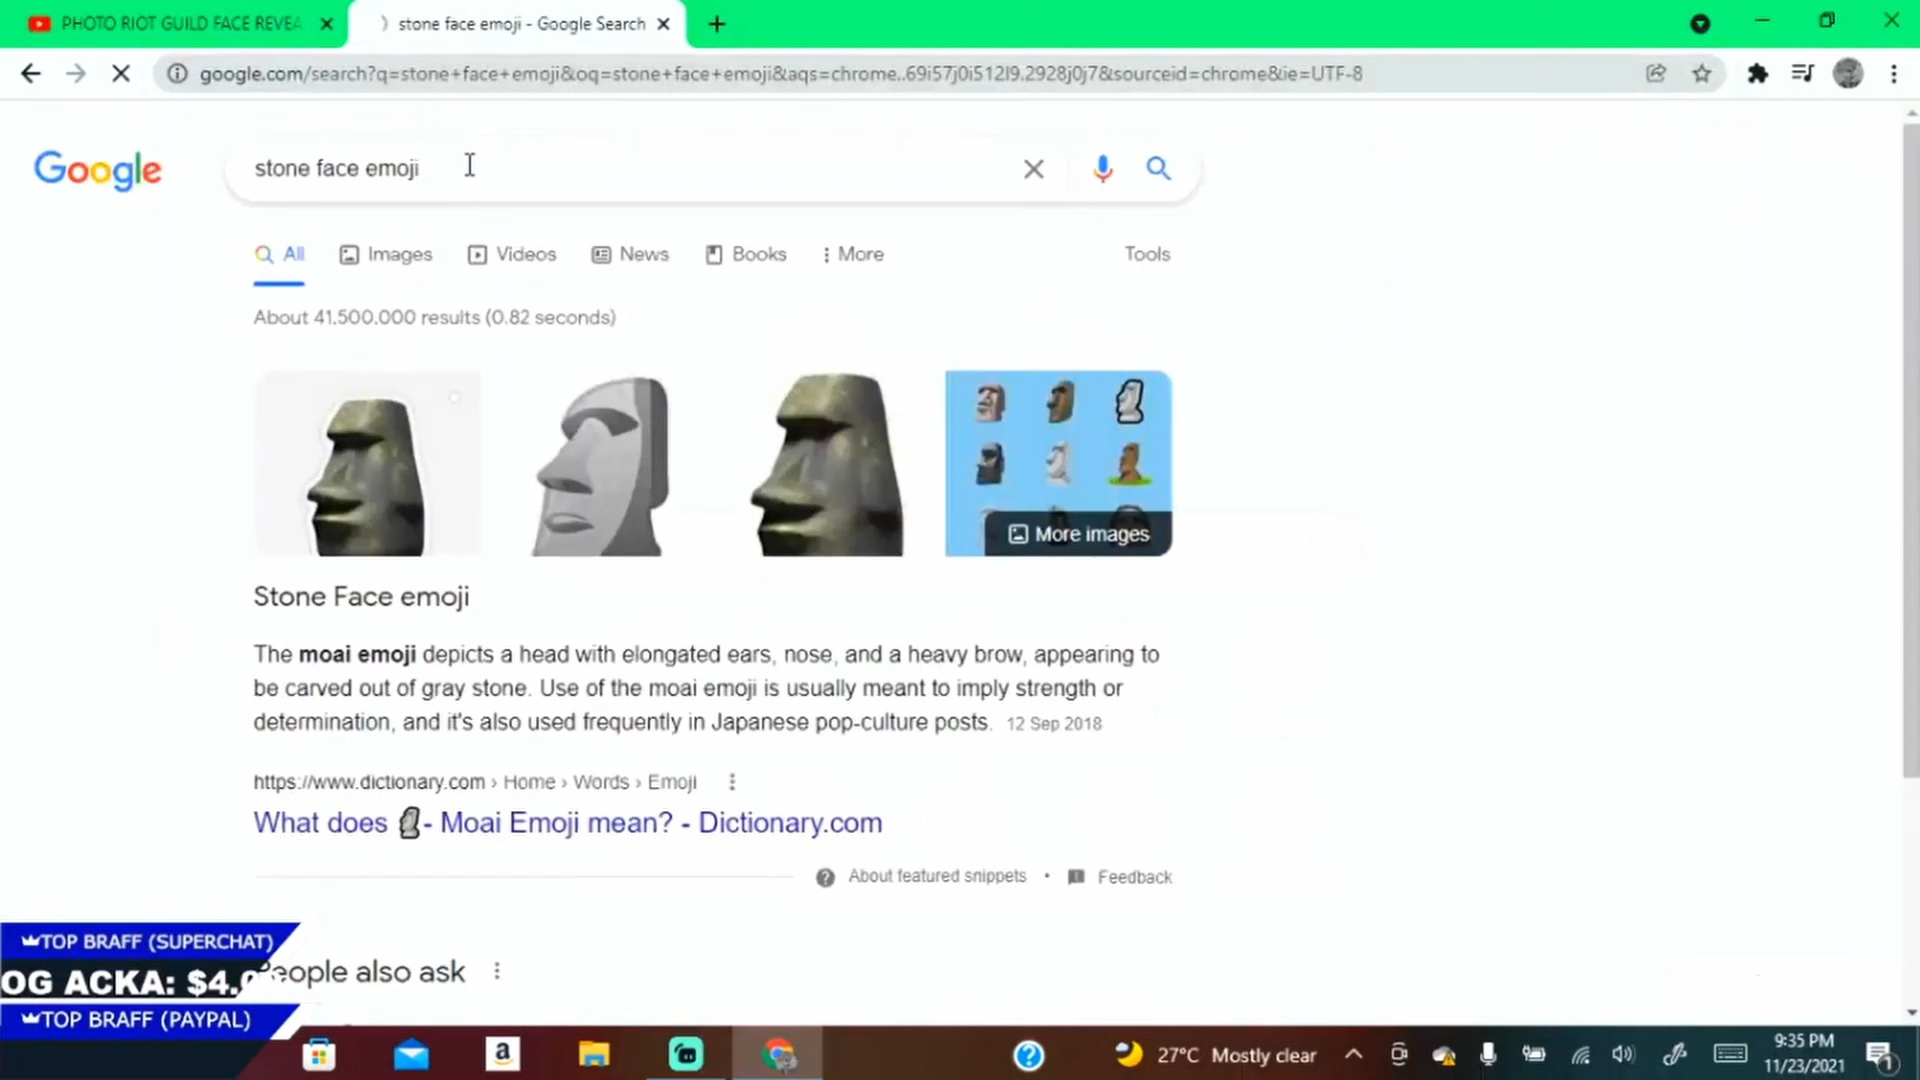 PHOTO RIOT GUILD FACE REVEA
stone face emoji - Google Search
google.com/search?q=stone+face+emoji&oq=stone+face+emoji&aqs=chrome..69i57j0i512l9.2928j0j7&sourceid=chrome&ie=UTF-8
Google
stone face emoji
All
Images
Videos
News
Books
More
Tools
About 41.500.000 results (0.82 seconds)
More images
Stone Face emoji
The moai emoji depicts a head with elongated ears, nose, and a heavy brow, appearing to
be carved out of gray stone. Use of the moai emoji is usually meant to imply strength or
determination, and it's also used frequently in Japanese pop-culture posts. 12 Sep 2018
https://www.dictionary.com › Home › Words › Emoji
What does 🗿- Moai Emoji mean? - Dictionary.com
About featured snippets • Feedback
TOP BRAFF (SUPERCHAT)
OG ACKA: $4.
eople also ask
TOP BRAFF (PAYPAL)
27°C Mostly clear
9:35 PM
11/23/2021
1